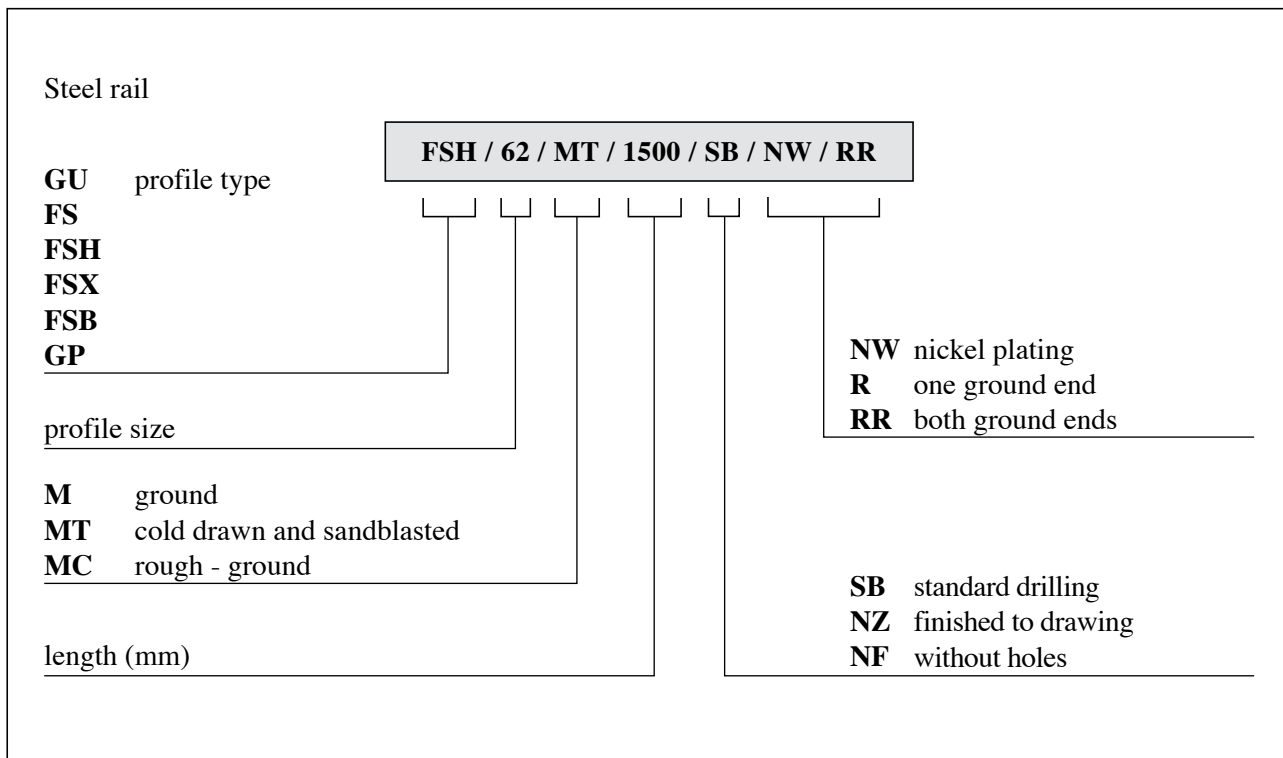 Steel rail
FSH / 62 / MT / 1500 / SB / NW / RR
GU profile type
FS
FSH
FSX
FSB
GP
profile size
M ground
MT cold drawn and sandblasted
MC rough - ground
length (mm)
NW nickel plating
R one ground end
RR both ground ends
SB standard drilling
NZ finished to drawing
NF without holes